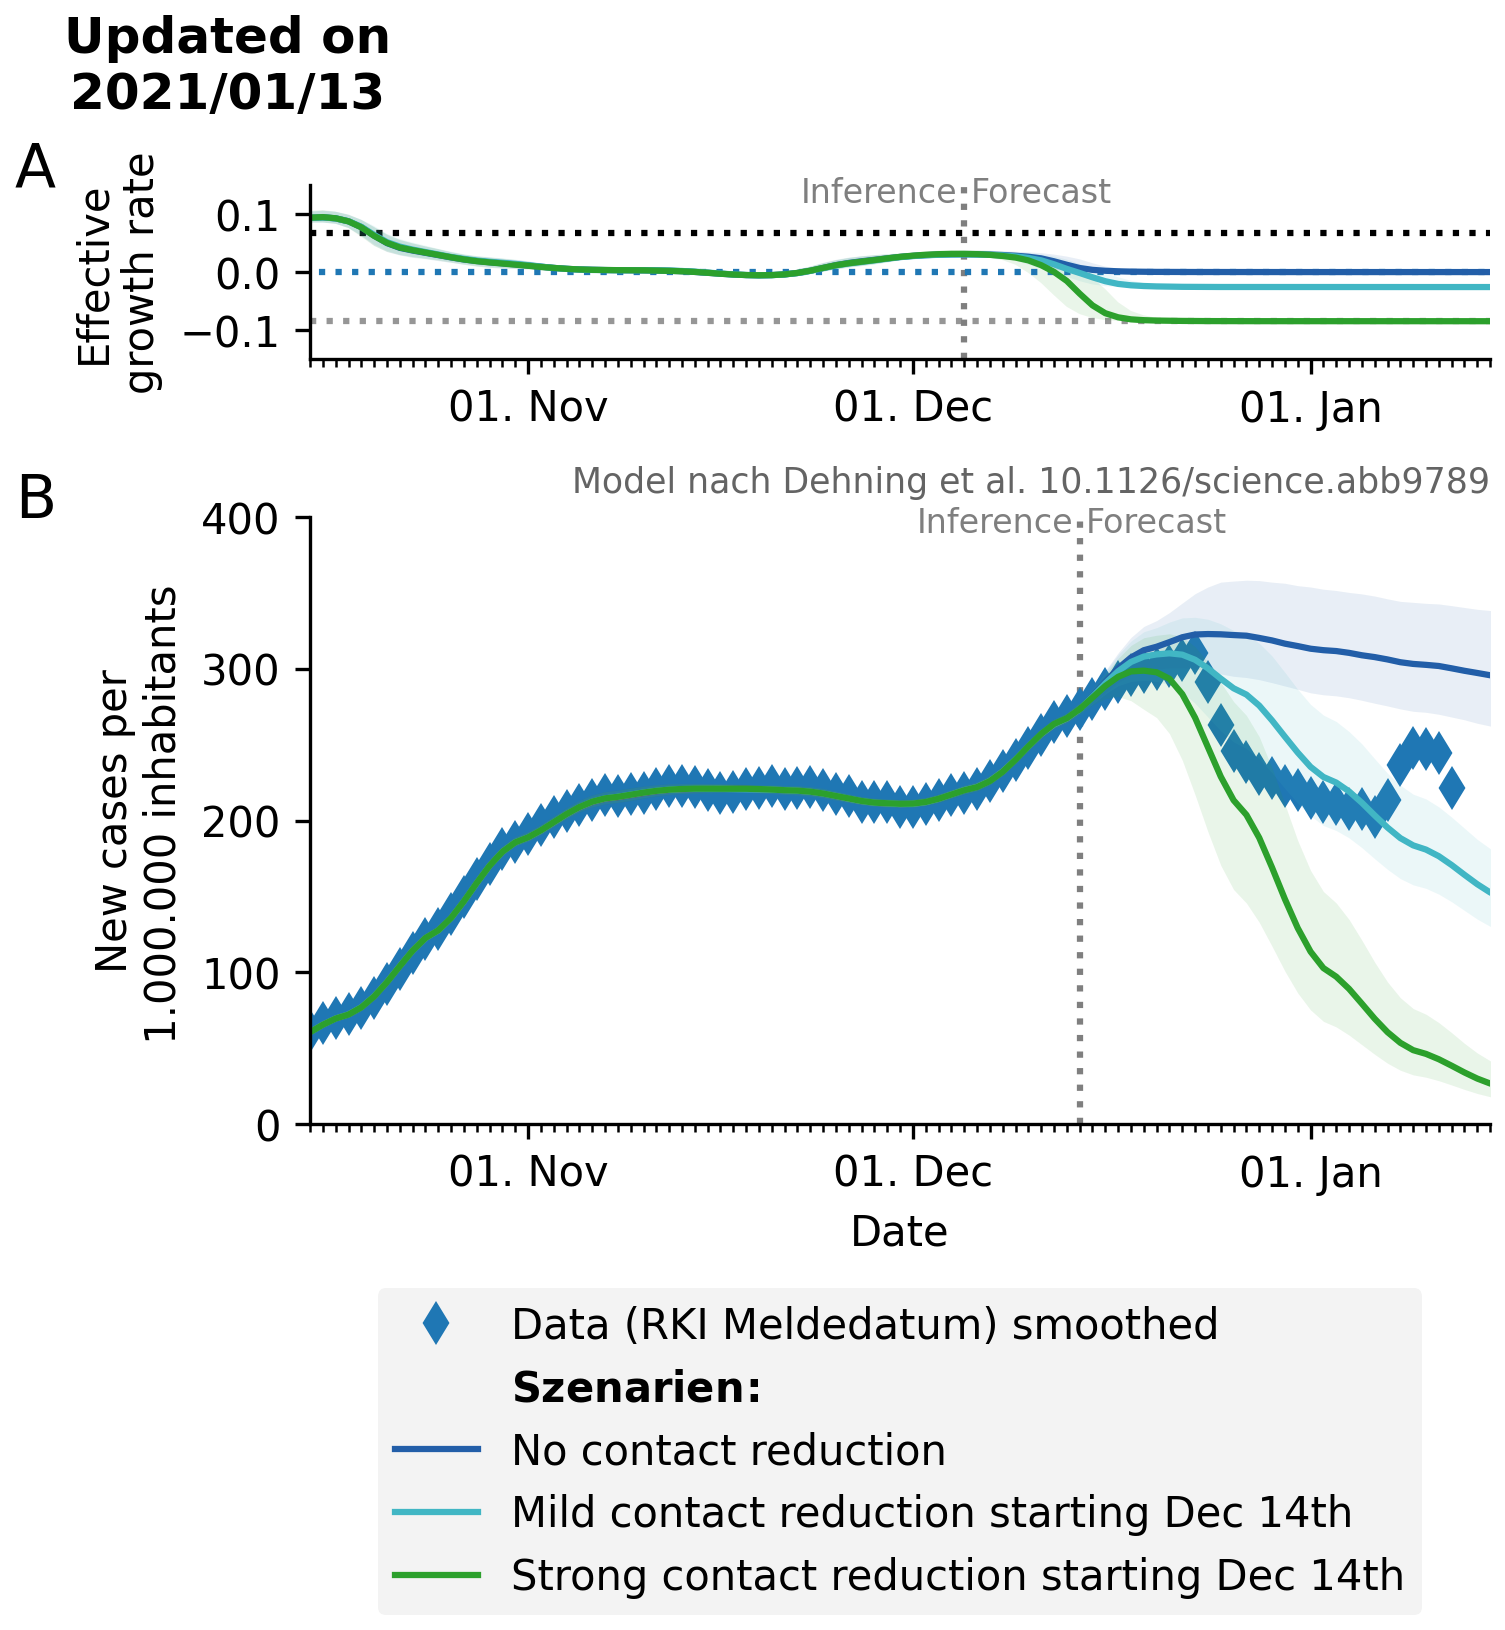 Updated on
2021/01/13
A
Effective
growth rate
Inference
Forecast
0.1
0.0
−0.1
01. Nov
01. Dec
01. Jan
B
Model nach Dehning et al. 10.1126/science.abb9789
Inference
Forecast
New cases per
1.000.000 inhabitants
400
300
200
100
0
01. Nov
01. Dec
01. Jan
Date
Data (RKI Meldedatum) smoothed
Szenarien:
No contact reduction
Mild contact reduction starting Dec 14th
Strong contact reduction starting Dec 14th